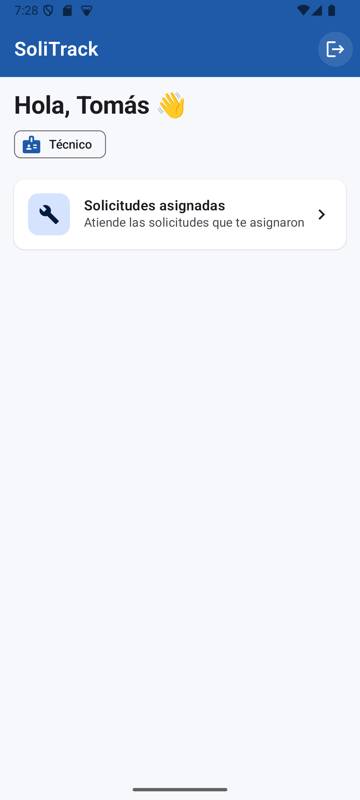 7:28
SoliTrack
Hola, Tomás 👋
Técnico
Solicitudes asignadas
Atiende las solicitudes que te asignaron